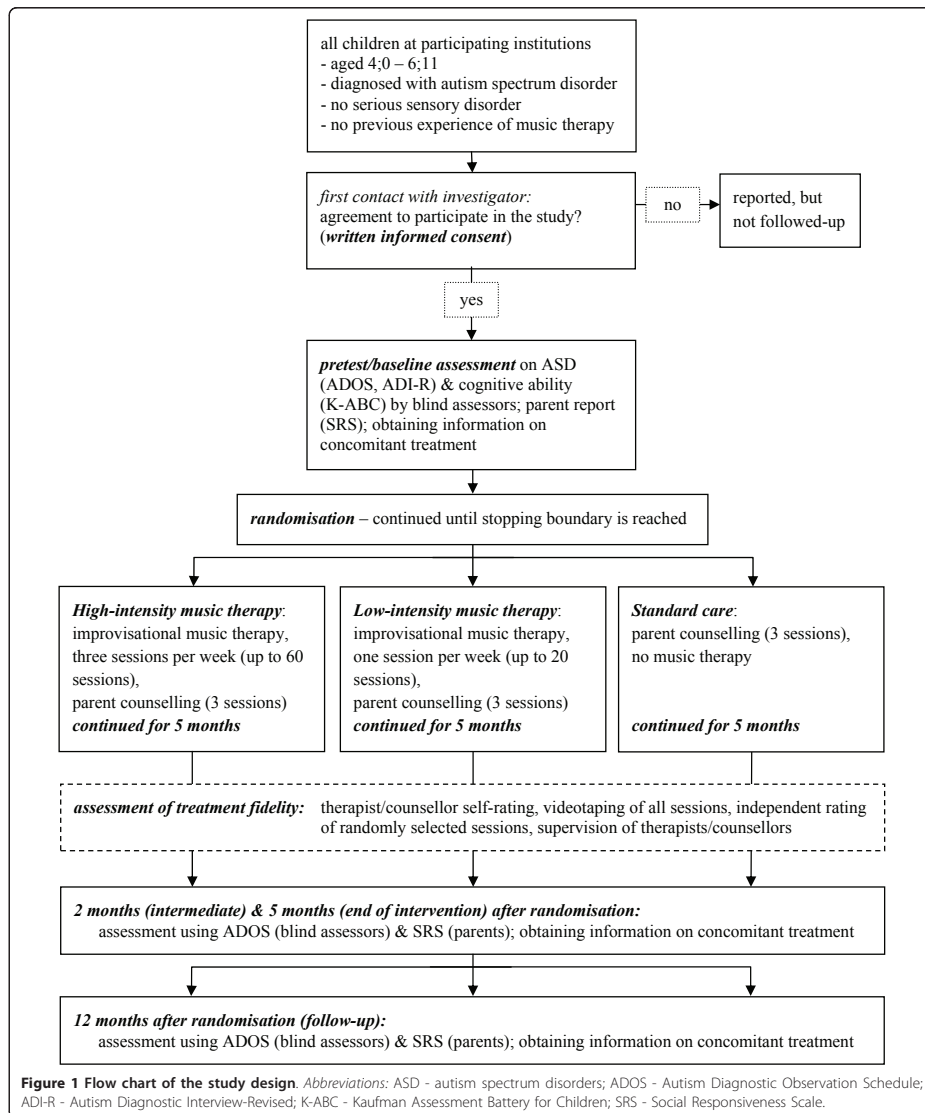 all children at participating institutions
- aged 4;0 – 6;11
- diagnosed with autism spectrum disorder
- no serious sensory disorder
- no previous experience of music therapy
first contact with investigator:
agreement to participate in the study?
(written informed consent)
no
reported, but
not followed-up
yes
pretest/baseline assessment on ASD
(ADOS, ADI-R) & cognitive ability
(K-ABC) by blind assessors; parent report
(SRS); obtaining information on
concomitant treatment
randomisation – continued until stopping boundary is reached
High-intensity music therapy:
improvisational music therapy,
three sessions per week (up to 60
sessions),
parent counselling (3 sessions)
continued for 5 months
Low-intensity music therapy:
improvisational music therapy,
one session per week (up to 20
sessions),
parent counselling (3 sessions)
continued for 5 months
Standard care:
parent counselling (3 sessions),
no music therapy
continued for 5 months
assessment of treatment fidelity: therapist/counsellor self-rating, videotaping of all sessions, independent rating
of randomly selected sessions, supervision of therapists/counsellors
2 months (intermediate) & 5 months (end of intervention) after randomisation:
assessment using ADOS (blind assessors) & SRS (parents); obtaining information on concomitant treatment
12 months after randomisation (follow-up):
assessment using ADOS (blind assessors) & SRS (parents); obtaining information on concomitant treatment
Figure 1 Flow chart of the study design. Abbreviations: ASD - autism spectrum disorders; ADOS - Autism Diagnostic Observation Schedule;
ADI-R - Autism Diagnostic Interview-Revised; K-ABC - Kaufman Assessment Battery for Children; SRS - Social Responsiveness Scale.